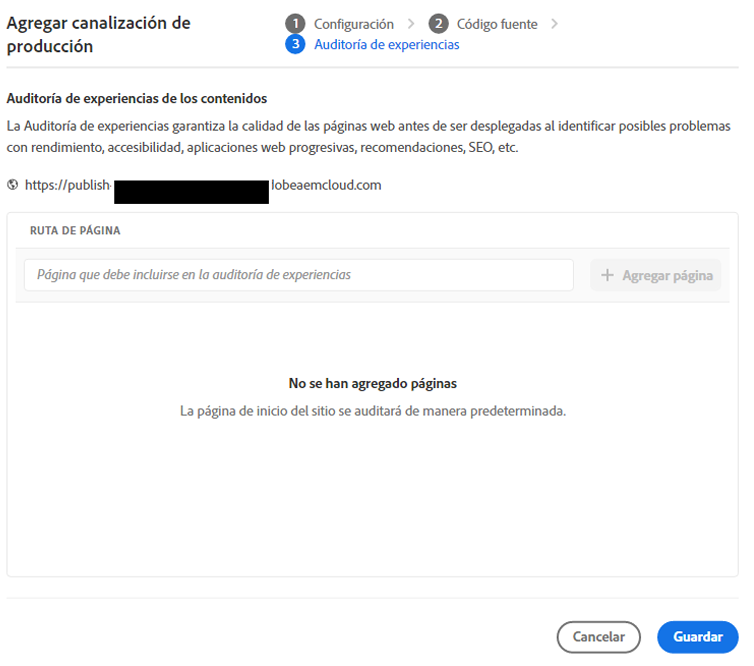 Agregar canalización de
producción
1 Configuración > 2 Código fuente >
3 Auditoría de experiencias
Auditoría de experiencias de los contenidos
La Auditoría de experiencias garantiza la calidad de las páginas web antes de ser desplegadas al identificar posibles problemas
con rendimiento, accesibilidad, aplicaciones web progresivas, recomendaciones, SEO, etc.
https://publish- lobeaemcloud.com
RUTA DE PÁGINA
Página que debe incluirse en la auditoría de experiencias
+ Agregar página
No se han agregado páginas
La página de inicio del sitio se auditará de manera predeterminada.
Cancelar Guardar